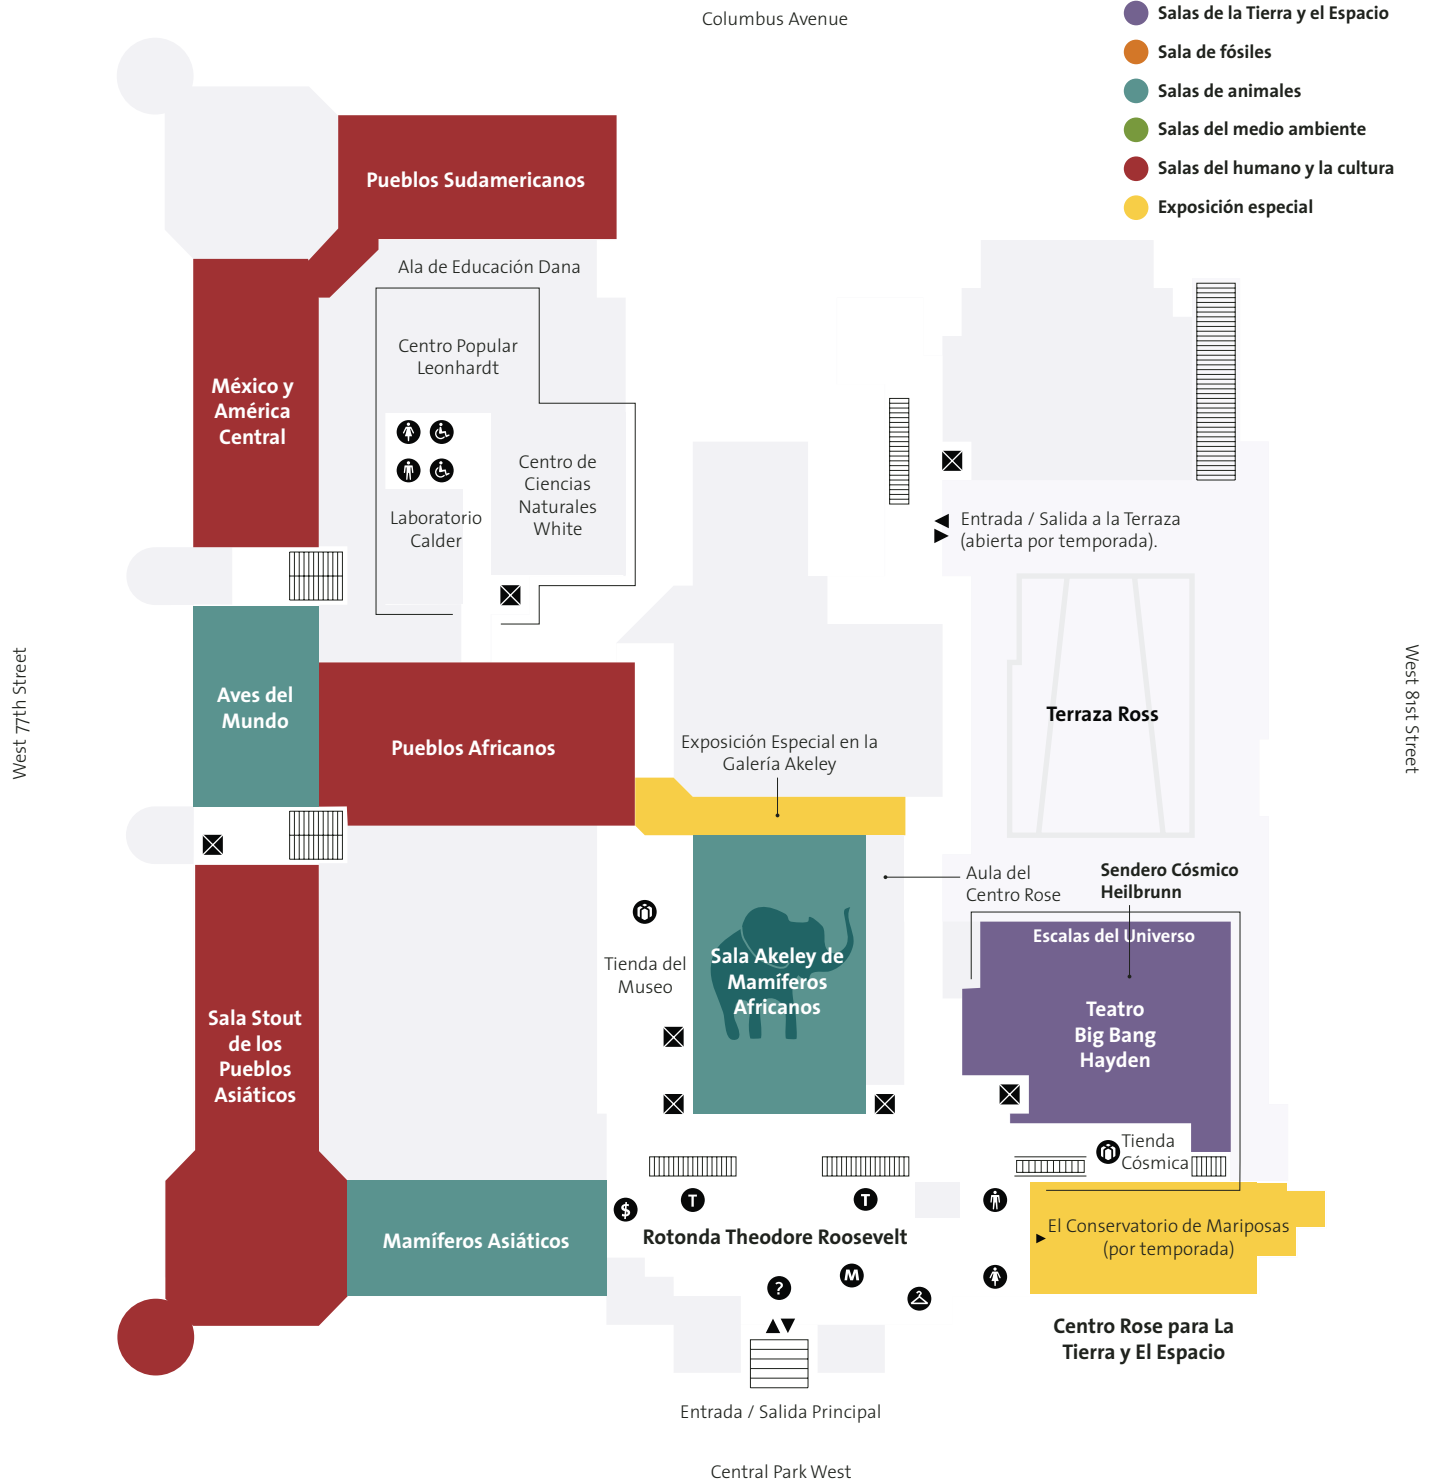 Columbus Avenue
Salas de la Tierra y el Espacio
Sala de fósiles
Salas de animales
Salas del medio ambiente
Salas del humano y la cultura
Exposición especial
Pueblos Sudamericanos
Ala de Educación Dana
Centro Popular
Leonhardt
México y
América
Central
Centro de
Ciencias
Naturales
White
Laboratorio
Calder
Entrada / Salida a la Terraza
(abierta por temporada).
West 77th Street
West 81st Street
Aves del
Mundo
Pueblos Africanos
Terraza Ross
Exposición Especial en la
Galería Akeley
Aula del
Centro Rose
Sendero Cósmico
Heilbrunn
Escalas del Universo
Tienda del
Museo
Sala Akeley de
Mamíferos
Africanos
Teatro
Big Bang
Hayden
Sala Stout
de los
Pueblos
Asiáticos
Tienda
Cósmica
$
T
T
Mamíferos Asiáticos
Rotonda Theodore Roosevelt
El Conservatorio de Mariposas
(por temporada)
?
M
Centro Rose para La
Tierra y El Espacio
Entrada / Salida Principal
Central Park West